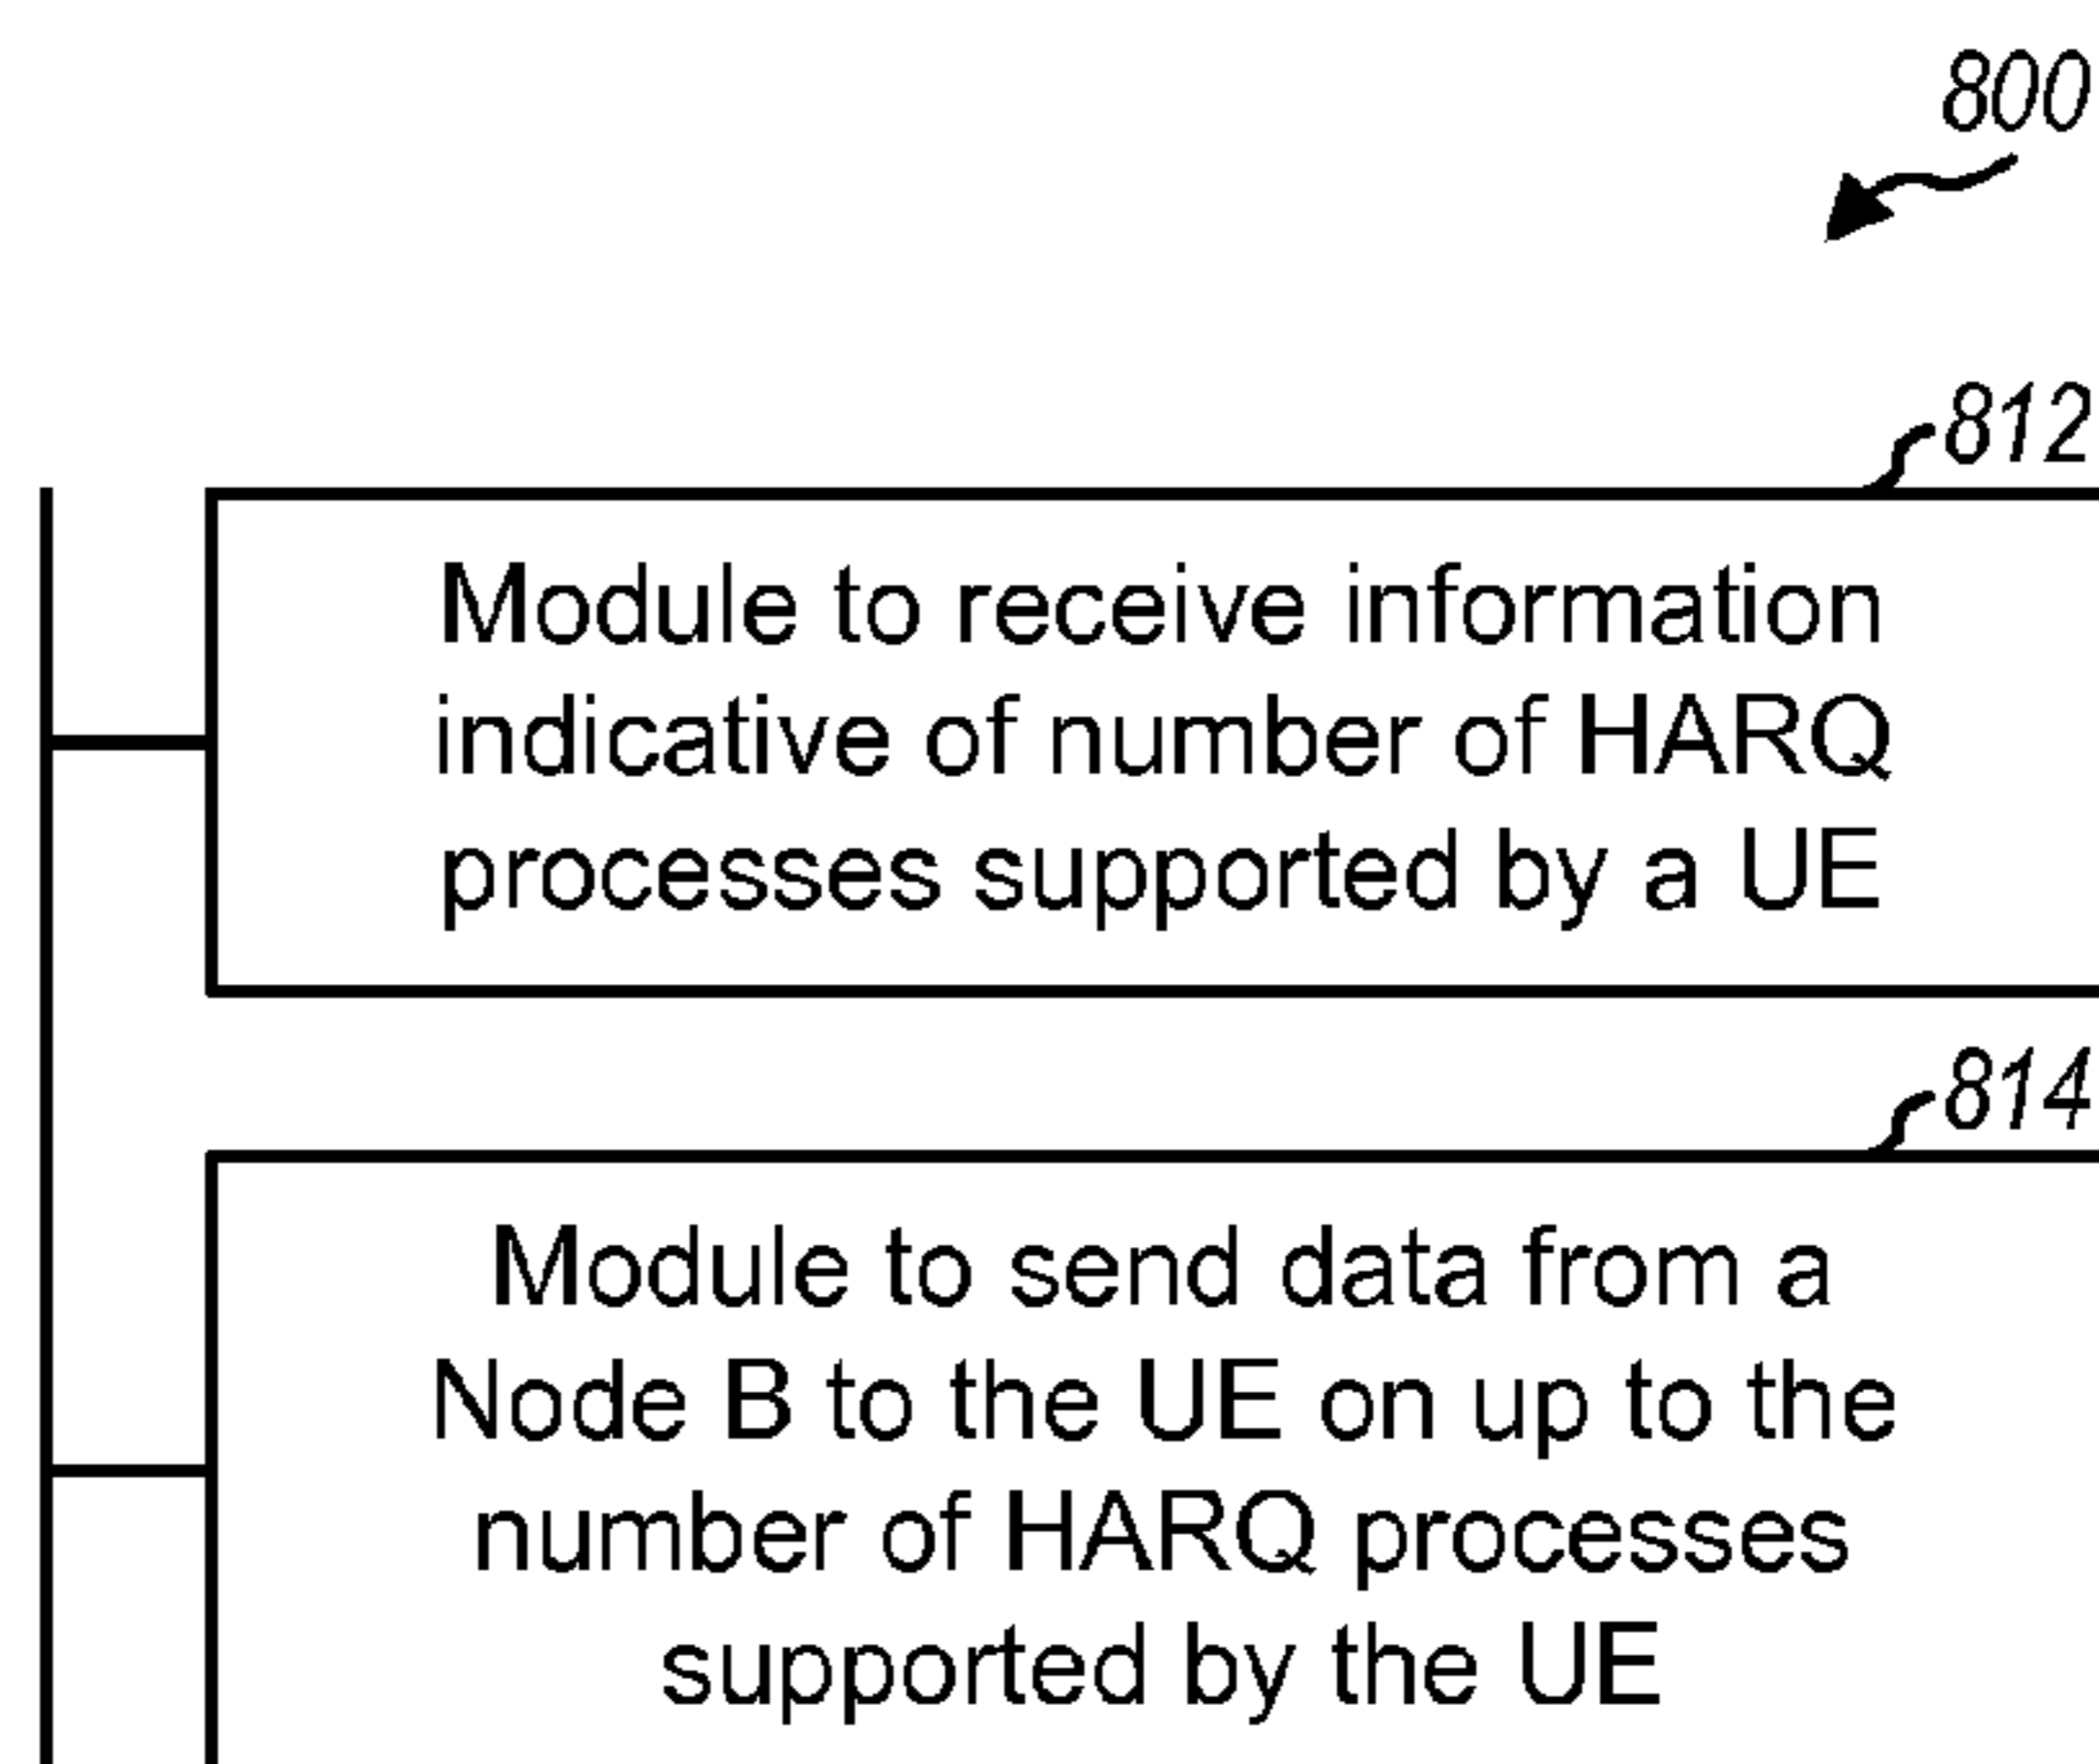 800
812
Module to receive information
indicative of number of HARQ
processes supported by a UE
814
Module to send data from a
Node B to the UE on up to the
number of HARQ processes
supported by the UE